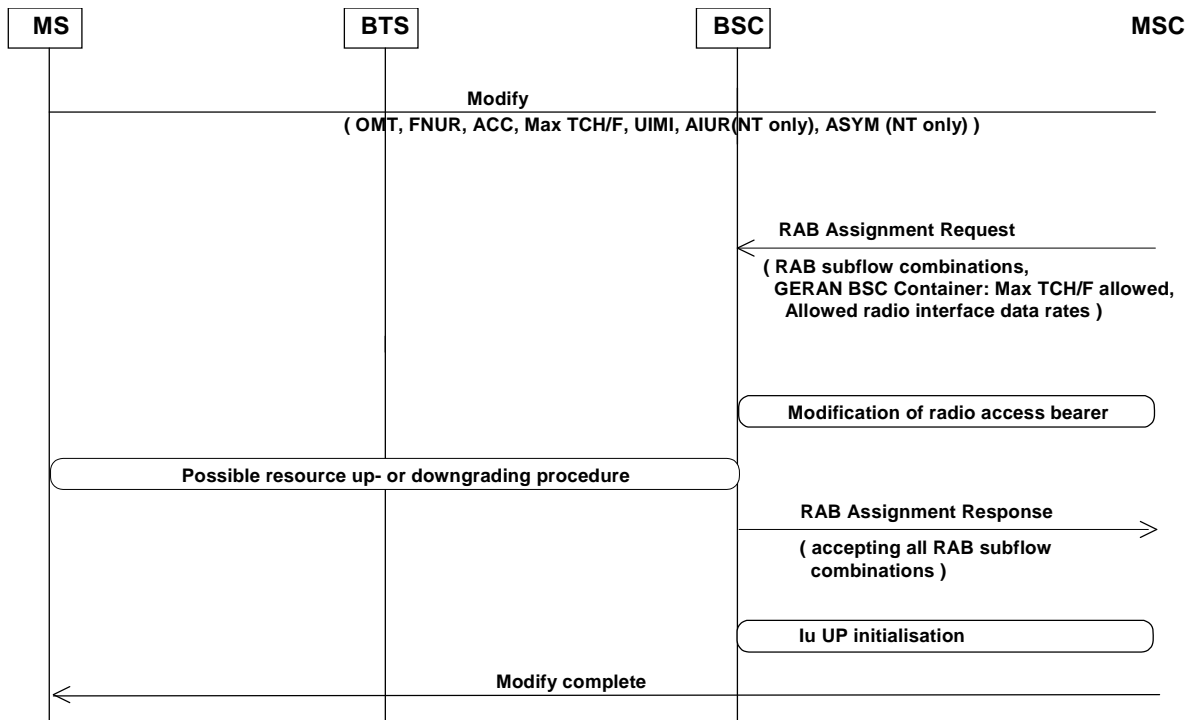 MS BTS BSC MSC
Modify
( OMT, FNUR, ACC, Max TCH/F, UIMI, AIUR(NT only), ASYM (NT only) )
RAB Assignment Request
( RAB subflow combinations,
GERAN BSC Container: Max TCH/F allowed,
Allowed radio interface data rates )
Modification of radio access bearer
Possible resource up- or downgrading procedure
RAB Assignment Response
( accepting all RAB subflow
combinations )
Iu UP initialisation
Modify complete